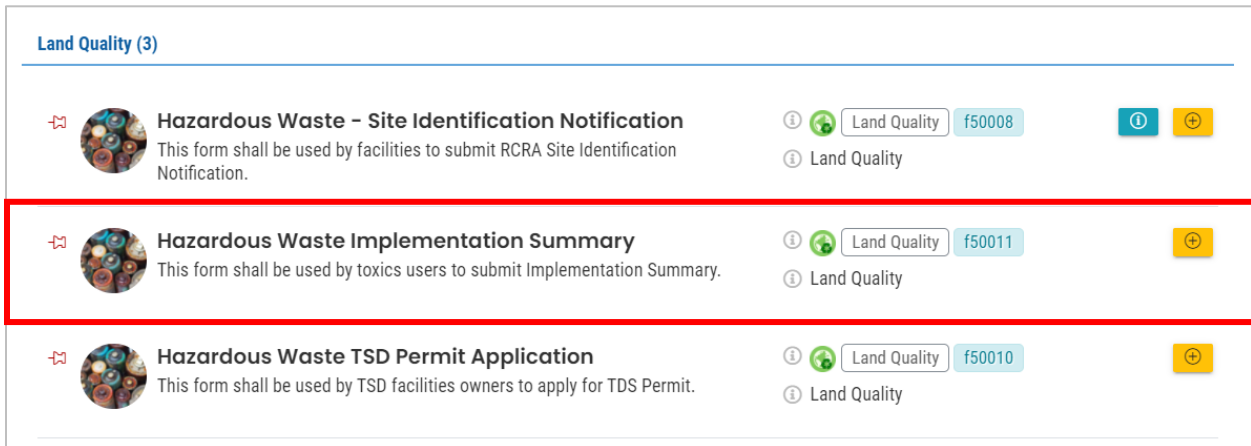 Land Quality (3)
Hazardous Waste - Site Identification Notification
This form shall be used by facilities to submit RCRA Site Identification
Notification.
Land Quality f50008
Land Quality
Hazardous Waste Implementation Summary
This form shall be used by toxics users to submit Implementation Summary.
Land Quality f50011
Land Quality
Hazardous Waste TSD Permit Application
This form shall be used by TSD facilities owners to apply for TDS Permit.
Land Quality f50010
Land Quality